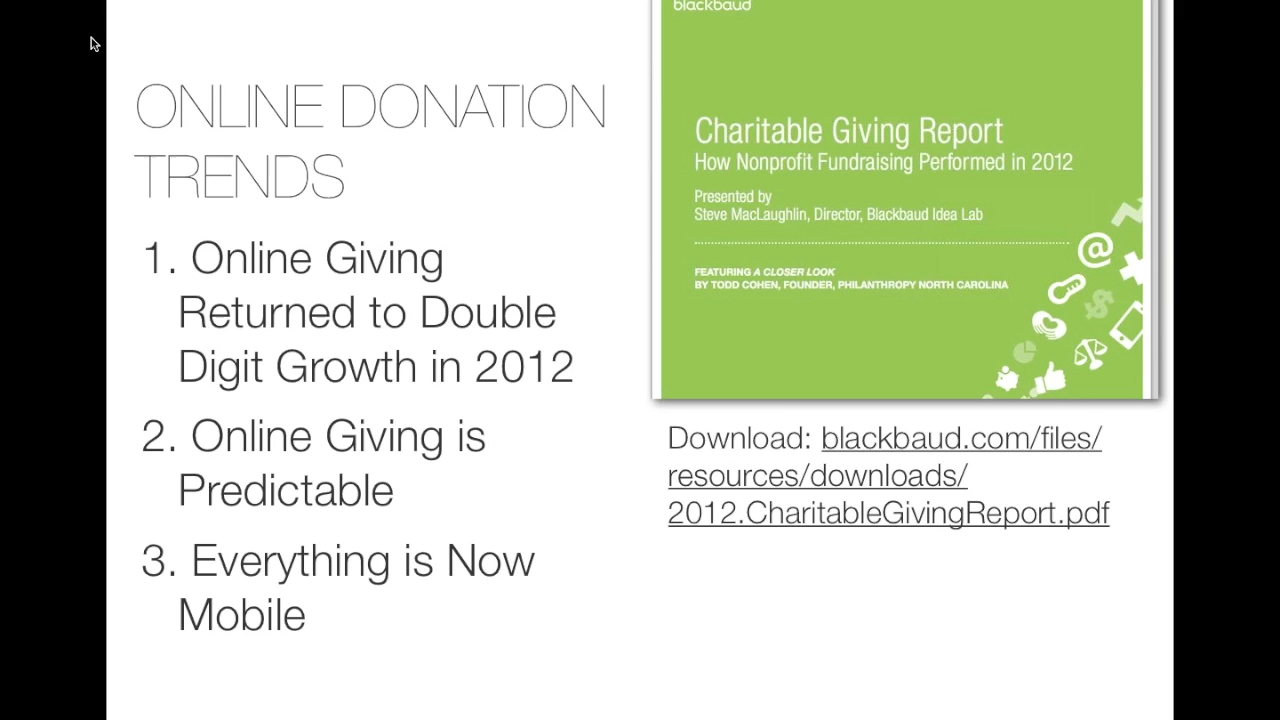 ONLINE DONATION
TRENDS
1. Online Giving
Returned to Double
Digit Growth in 2012
2. Online Giving is
Predictable
3. Everything is Now
Mobile
blackbaud
Charitable Giving Report
How Nonprofit Fundraising Performed in 2012
Presented by
Steve MacLaughlin, Director, Blackbaud Idea Lab
FEATURING A CLOSER LOOK
BY TODD COHEN, FOUNDER, PHILANTHROPY NORTH CAROLINA
Download: blackbaud.com/files/
resources/downloads/
2012.CharitableGivingReport.pdf